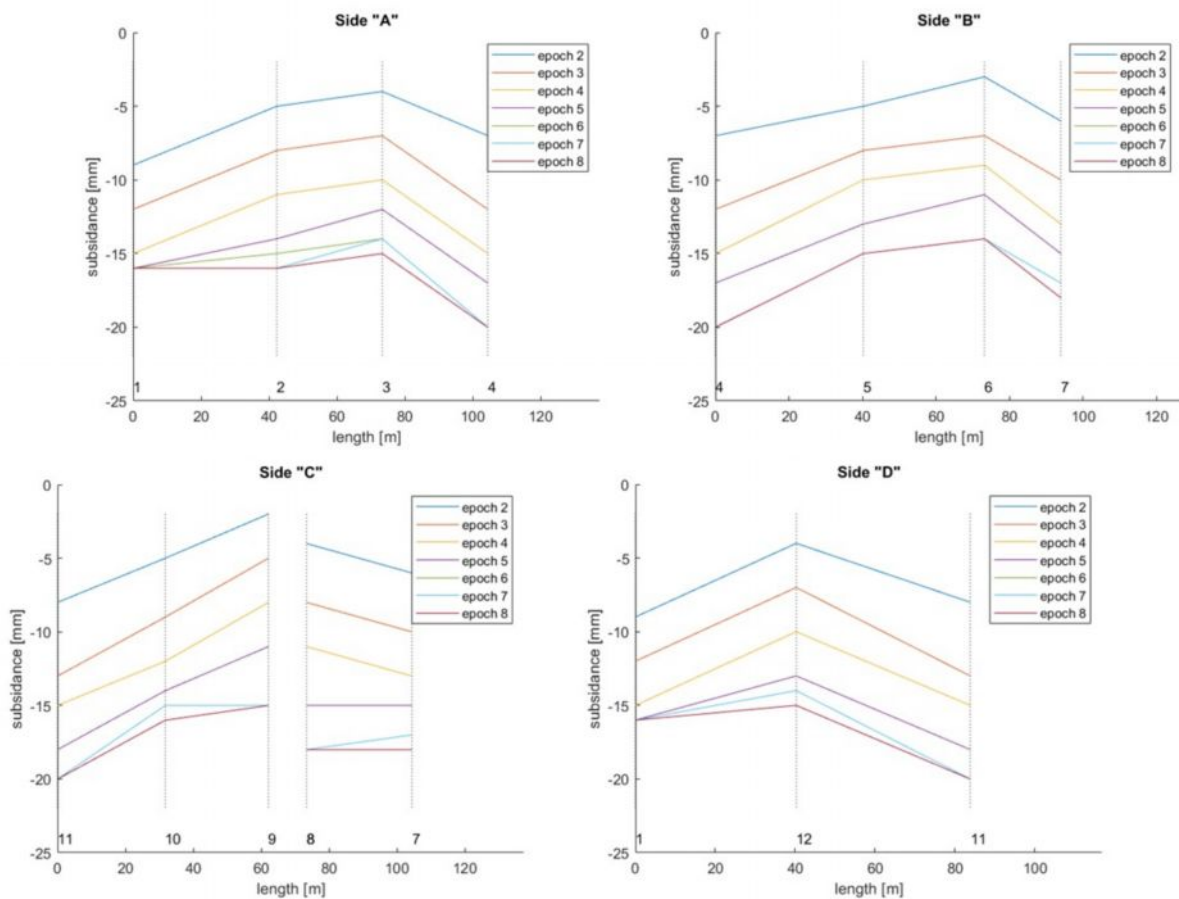 Side "A"
0
-5
-10
-15
-20
-25
subsidance [mm]
epoch 2
epoch 3
epoch 4
epoch 5
epoch 6
epoch 7
epoch 8
1 2 3 4
0 20 40 60 80 100 120
length [m]
Side "B"
0
-5
-10
-15
-20
-25
subsidance [mm]
epoch 2
epoch 3
epoch 4
epoch 5
epoch 6
epoch 7
epoch 8
4 5 6 7
0 20 40 60 80 100 120
length [m]
Side "C"
0
-5
-10
-15
-20
-25
subsidance [mm]
epoch 2
epoch 3
epoch 4
epoch 5
epoch 6
epoch 7
epoch 8
11 10 9 8 7
0 20 40 60 80 100 120
length [m]
Side "D"
0
-5
-10
-15
-20
-25
subsidance [mm]
epoch 2
epoch 3
epoch 4
epoch 5
epoch 6
epoch 7
epoch 8
1 12 11
0 20 40 60 80 100
length [m]